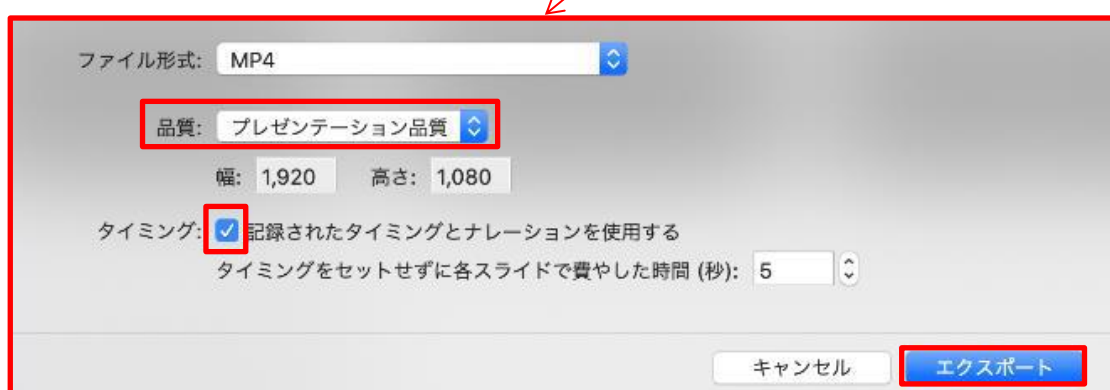 ファイル形式: MP4
品質: プレゼンテーション品質
幅: 1,920 高さ: 1,080
タイミング: 記録されたタイミングとナレーションを使用する
タイミングをセットせずに各スライドで費やした時間 (秒): 5
キャンセル エクスポート